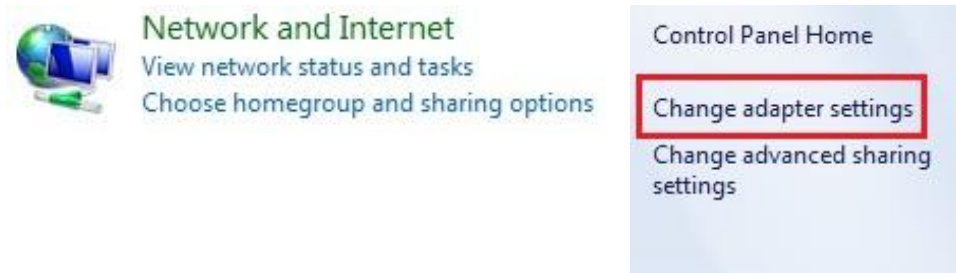 Network and Internet
View network status and tasks
Choose homegroup and sharing options
Control Panel Home
Change adapter settings
Change advanced sharing
settings